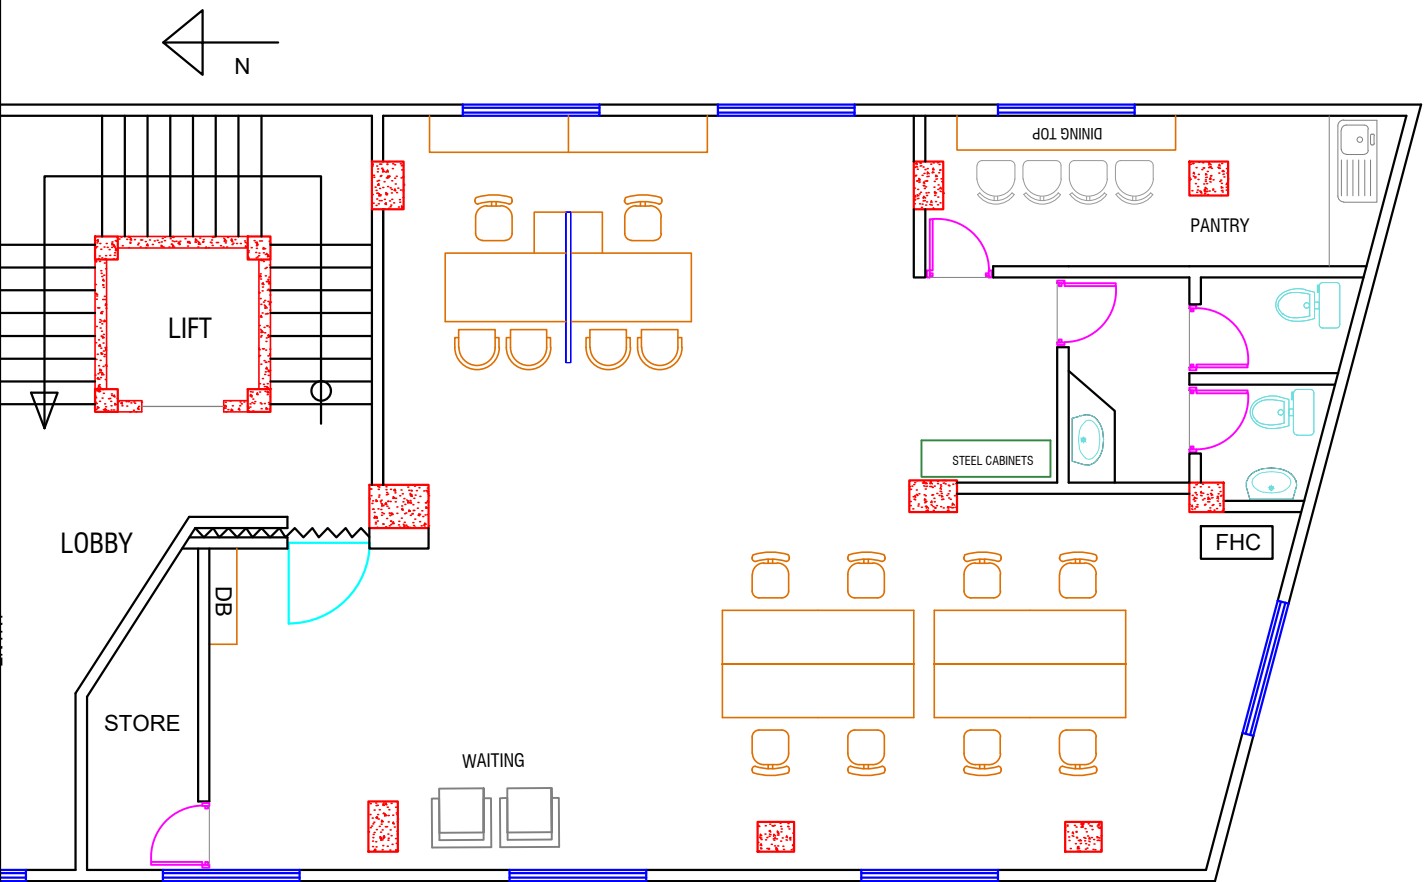 N
DINING TOP
PANTRY
LIFT
STEEL CABINETS
LOBBY
FHC
DB
STORE
WAITING